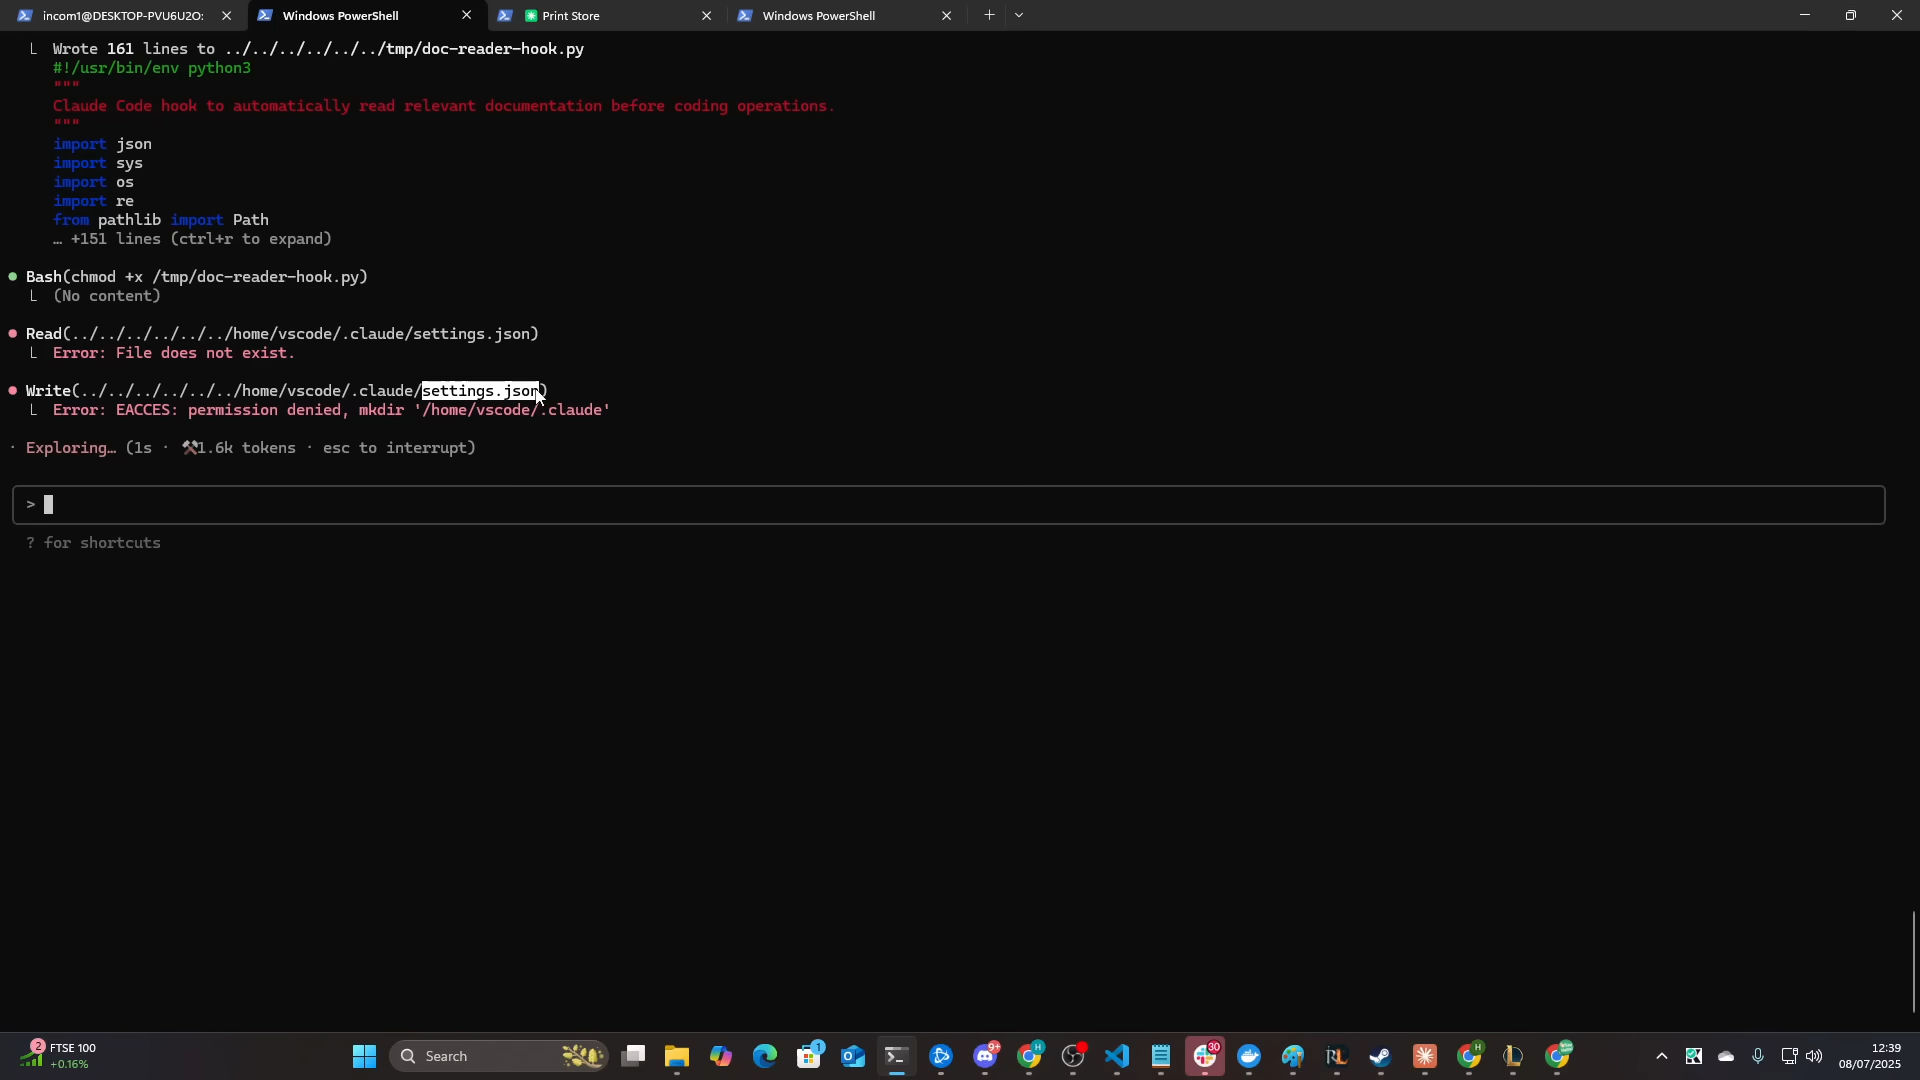 incom1@DESKTOP-PVU6U2O:
Windows PowerShell
Print Store
Windows PowerShell
Wrote 161 lines to ../../../../../../tmp/doc-reader-hook.py
#!/usr/bin/env python3
"""
Claude Code hook to automatically read relevant documentation before coding operations.
"""
import json
import sys
import os
import re
from pathlib import Path
… +151 lines (ctrl+r to expand)
Bash(chmod +x /tmp/doc-reader-hook.py)
(No content)
Read(../../../../../../home/vscode/.claude/settings.json)
Error: File does not exist.
Write(../../../../../../home/vscode/.claude/settings.json)
Error: EACCES: permission denied, mkdir '/home/vscode/.claude'
· Exploring… (1s · ⚒1.6k tokens · esc to interrupt)
>
? for shortcuts
2
FTSE 100
+0.16%
Search
1
9+
H
RL
30
H
12:39
08/07/2025